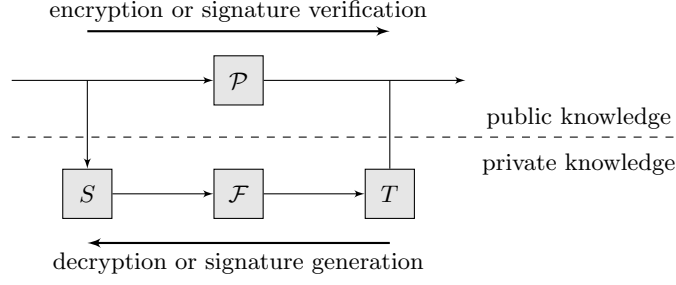 encryption or signature verification
𝒫
public knowledge
private knowledge
S
ℱ
T
decryption or signature generation